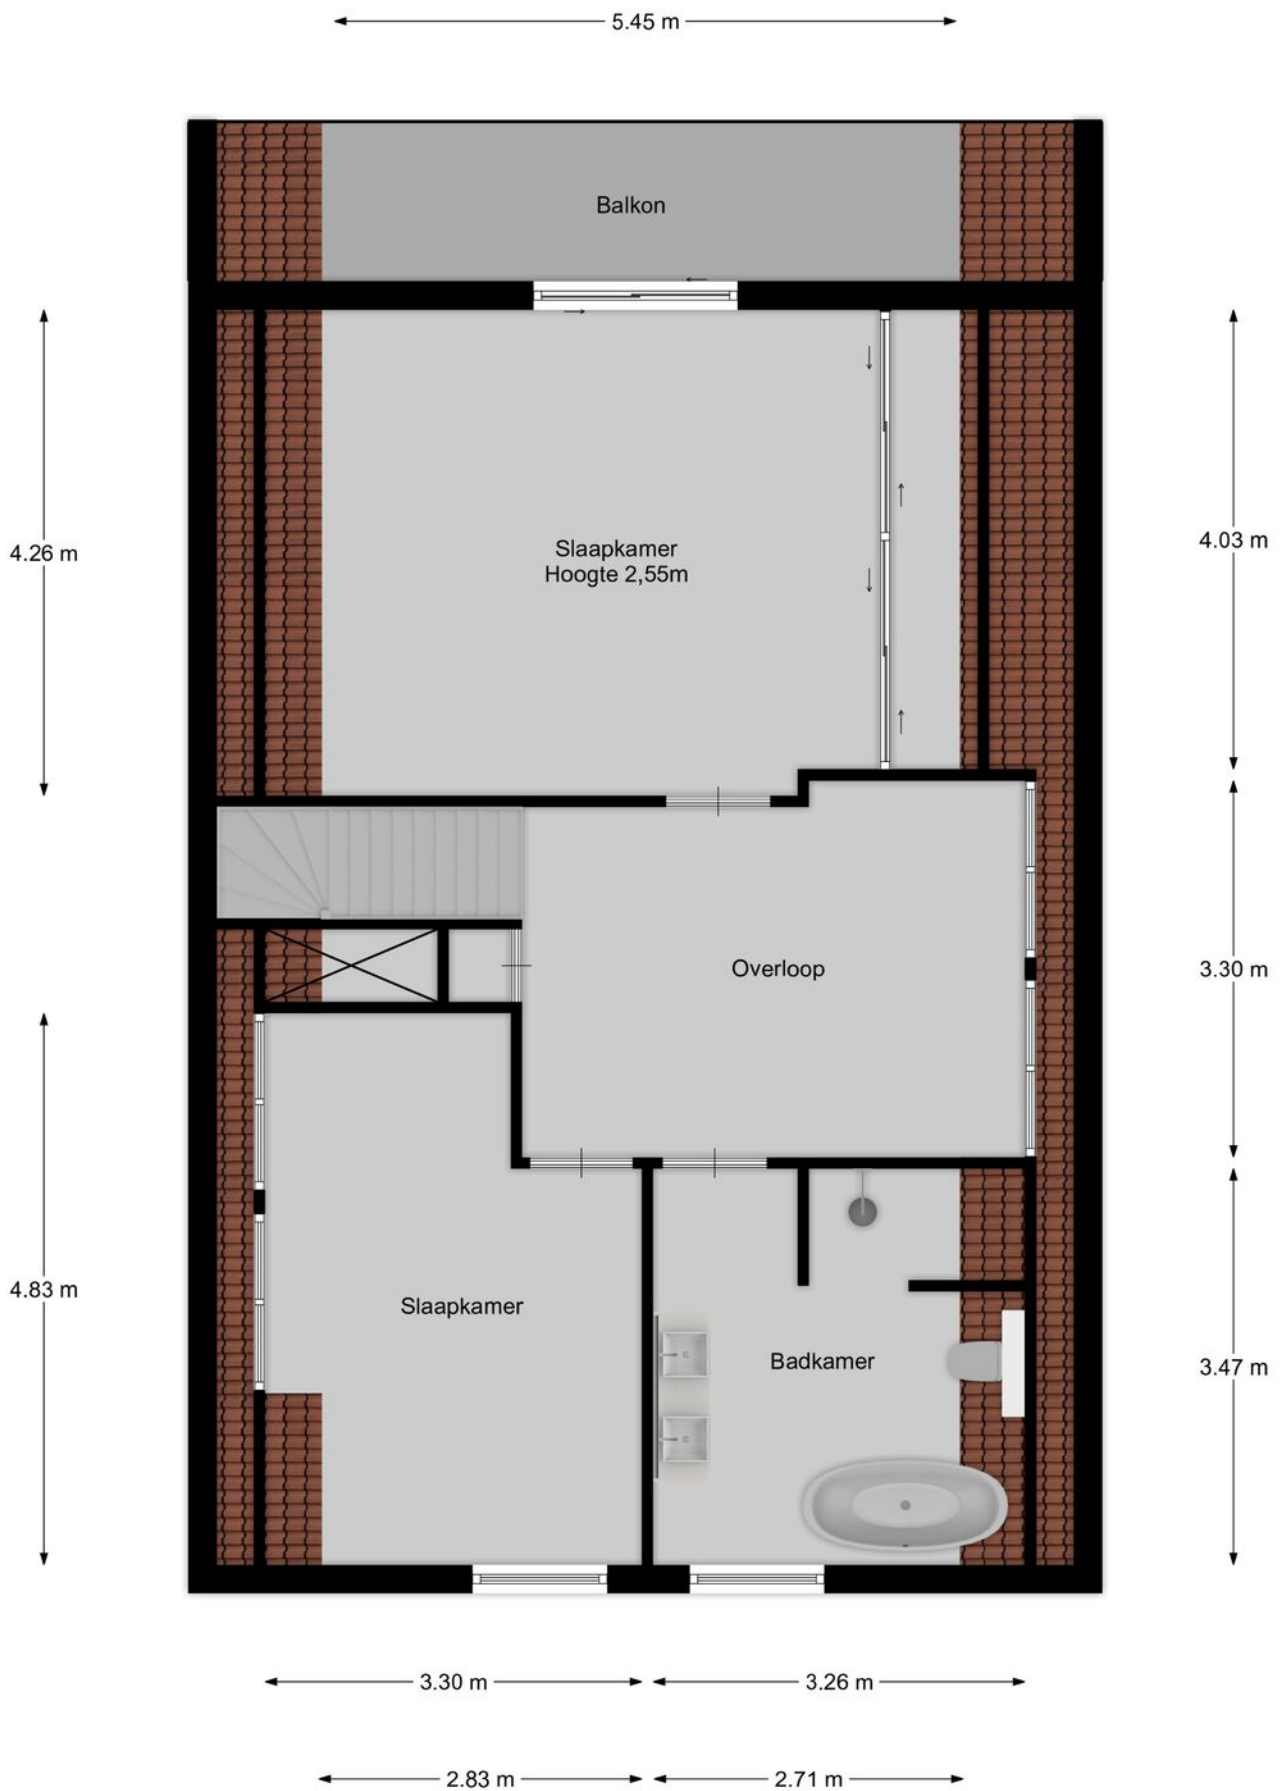 5.45 m
Balkon
4.26 m
4.03 m
Slaapkamer
Hoogte 2,55m
Overloop
3.30 m
4.83 m
Slaapkamer
Badkamer
3.47 m
3.30 m
3.26 m
2.83 m
2.71 m